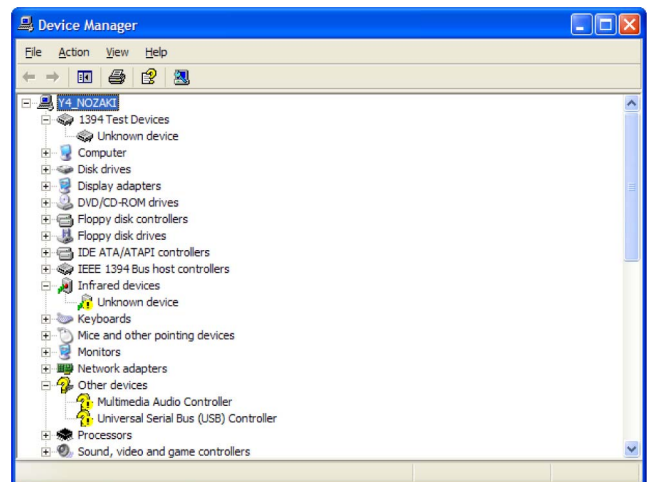 Device Manager
File Action View Help
Y4_NOZAKI
1394 Test Devices
Unknown device
Computer
Disk drives
Display adapters
DVD/CD-ROM drives
Floppy disk controllers
Floppy disk drives
IDE ATA/ATAPI controllers
IEEE 1394 Bus host controllers
Infrared devices
Unknown device
Keyboards
Mice and other pointing devices
Monitors
Network adapters
Other devices
Multimedia Audio Controller
Universal Serial Bus (USB) Controller
Processors
Sound, video and game controllers